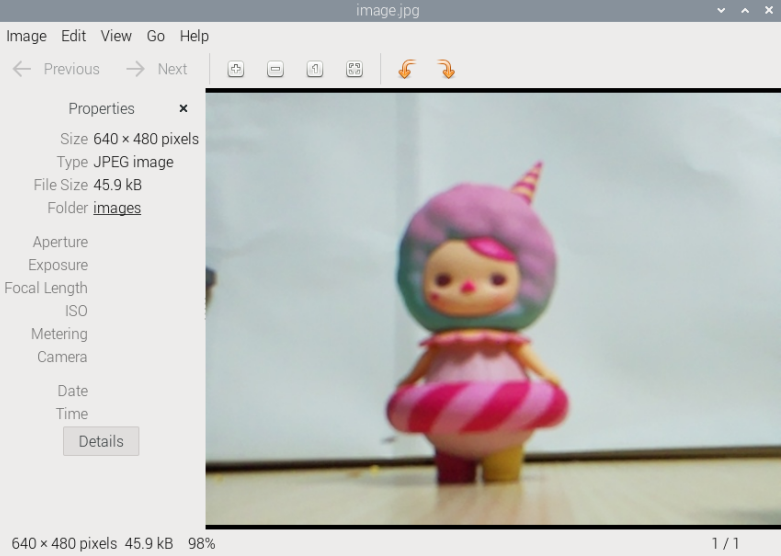 image.jpg
Image Edit View Go Help
Previous Next
Properties
Size 640 × 480 pixels
Type JPEG image
File Size 45.9 kB
Folder images
Aperture
Exposure
Focal Length
ISO
Metering
Camera
Date
Time
Details
640 × 480 pixels 45.9 kB 98% 1 / 1